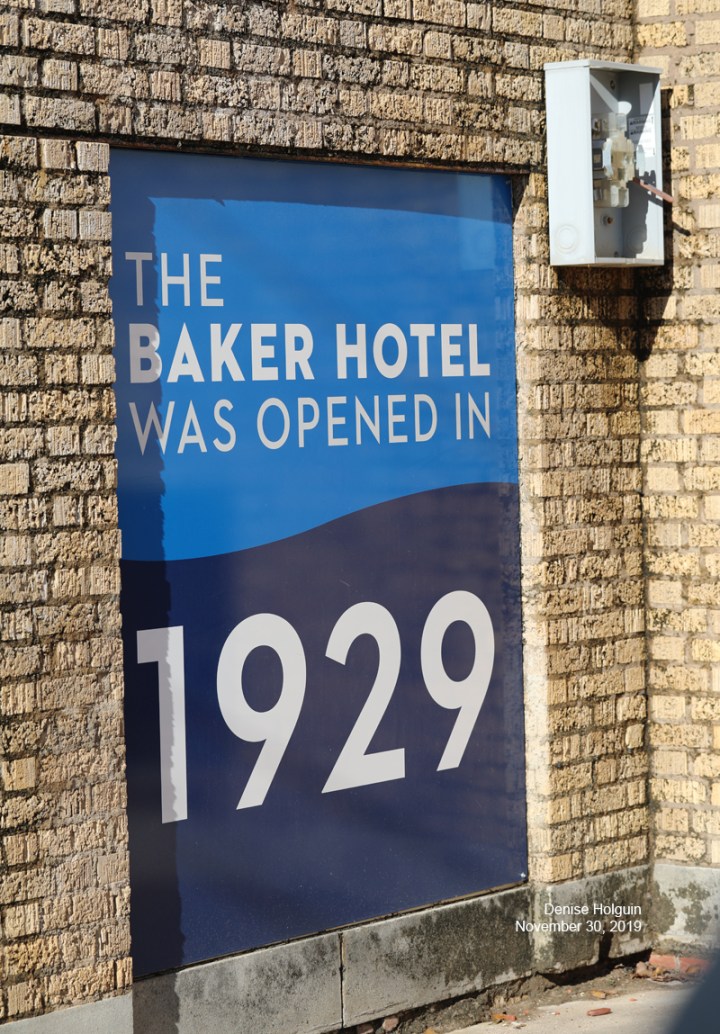 THE
BAKER HOTEL
WAS OPENED IN
1929
Denise Holguin
November 30, 2019